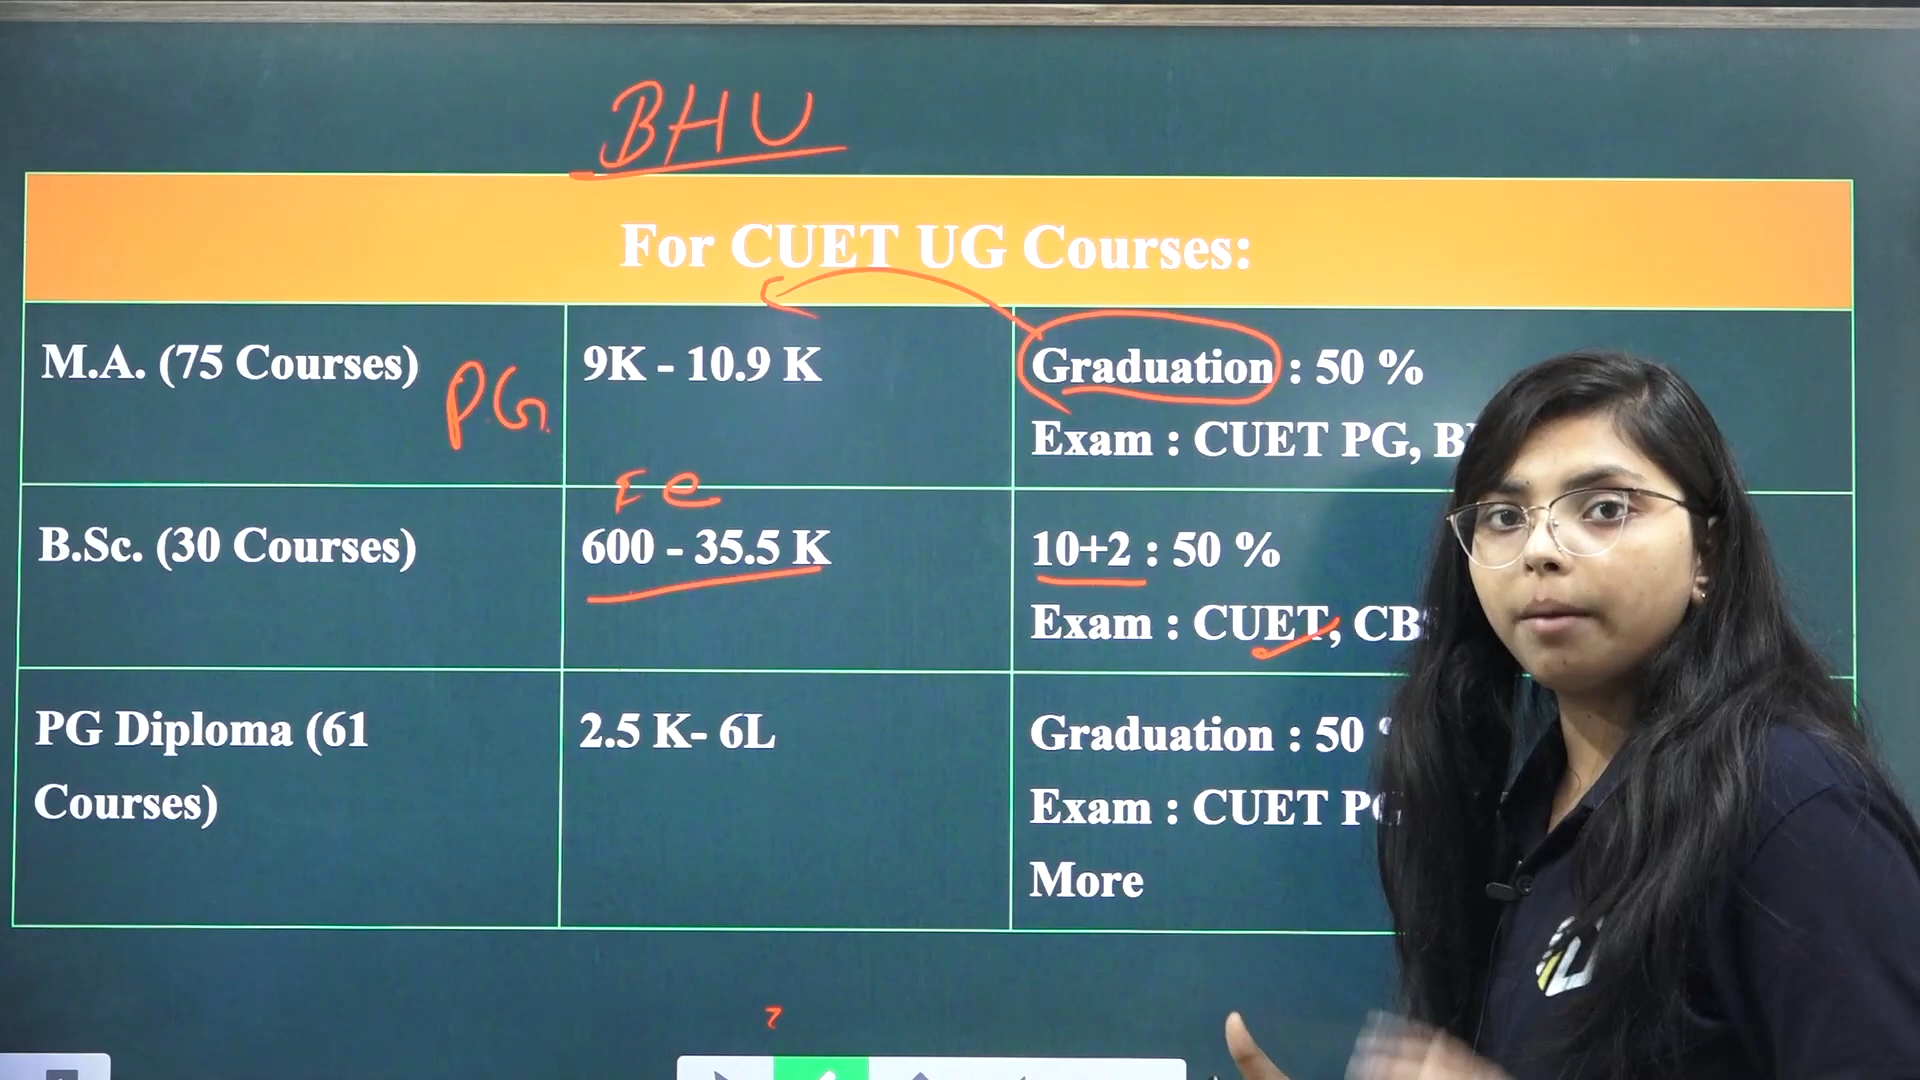 BHU
For CUET UG Courses:
M.A. (75 Courses)
PG
9K - 10.9 K
Graduation : 50 %
Exam : CUET PG,
Fe
B.Sc. (30 Courses)
600 - 35.5 K
10+2 : 50 %
Exam : CUET,
PG Diploma (61
Courses)
2.5 K- 6L
Graduation : 50
Exam : CUET PG
More